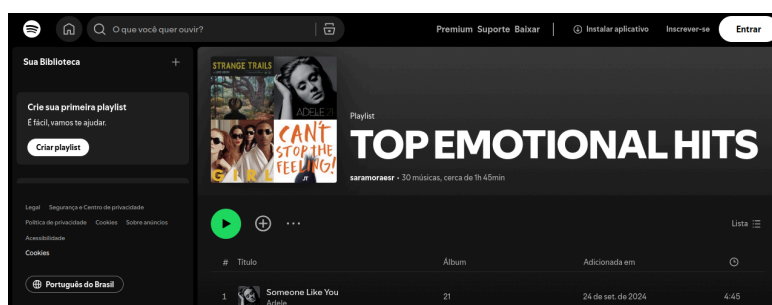 O que você quer ouvir?
Premium Suporte Baixar
Instalar aplicativo
Inscrever-se
Entrar
Sua Biblioteca
Crie sua primeira playlist
É fácil, vamos te ajudar.
Criar playlist
Legal Segurança e Centro de privacidade
Política de privacidade Cookies Sobre anúncios
Acessibilidade
Cookies
Português do Brasil
STRANGE TRAILS
ADELE 21
GIRL
CAN'T
STOP THE
FEELING!
JT
Playlist
TOP EMOTIONAL HITS
saramoraesr • 30 músicas, cerca de 1h 45min
Lista
# Título Álbum Adicionada em
1 Someone Like You 21 24 de set. de 2024 4:45
Adele